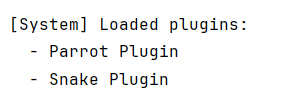 [System] Loaded plugins:
- Parrot Plugin
- Snake Plugin